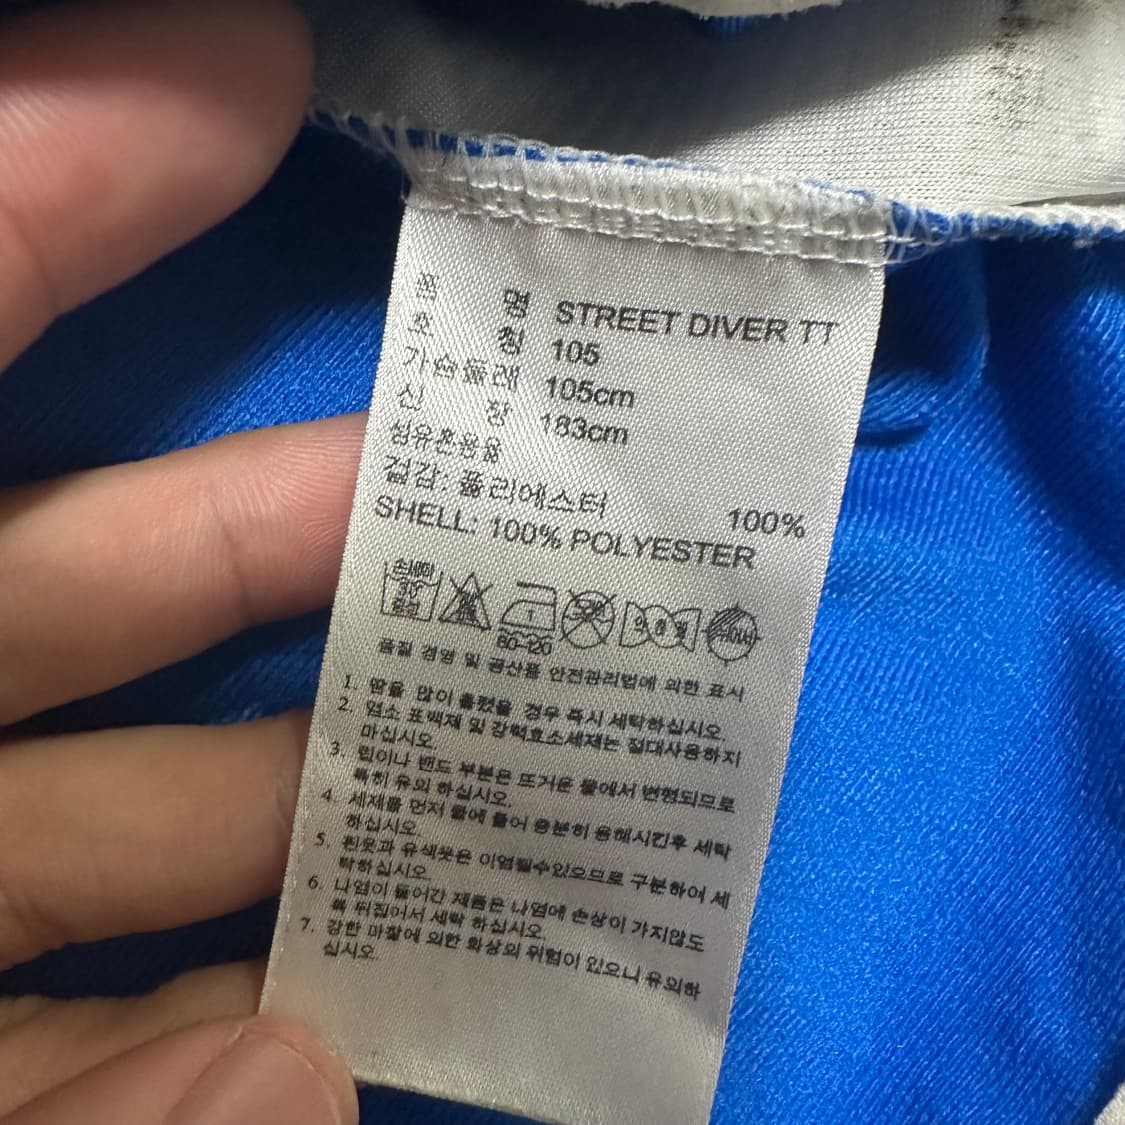 품 명 STREET DIVER TT
호 칭 105
가슴둘레 105cm
신 장 183cm
섬유혼용율
겉감: 폴리에스터 100%
SHELL: 100% POLYESTER
손세탁
중성
80~120
품질 경영 및 공산품 안전관리법에 의한 표시
1. 땀을 많이 흘렸을 경우 즉시 세탁하십시오
2. 염소 표백제 및 강력효소세제는 절대사용하지
마십시오.
3. 립이나 밴드 부분은 뜨거운 물에서 변형되므로
특히 유의 하십시오.
4. 세제를 먼저 물에 풀어 충분히 용해시킨후 세탁
하십시오
5. 흰옷과 유색옷은 이염될수있으므로 구분하여 세
탁하십시오
6. 나염이 들어간 제품은 나염에 손상이 가지않도
록 뒤집어서 세탁 하십시오
7. 강한 마찰에 의한 화상의 위험이 있으니 유의하
십시오.